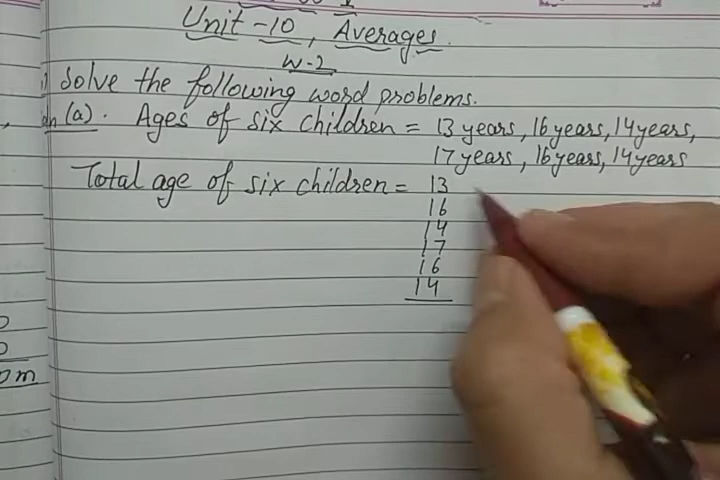 Unit-10, Averages.
W-2
Solve the following word problems.
(a). Ages of six children = 13 years, 16 years, 14 years,
17 years, 16 years, 14 years
Total age of six children = 13
16
14
17
16
14
m